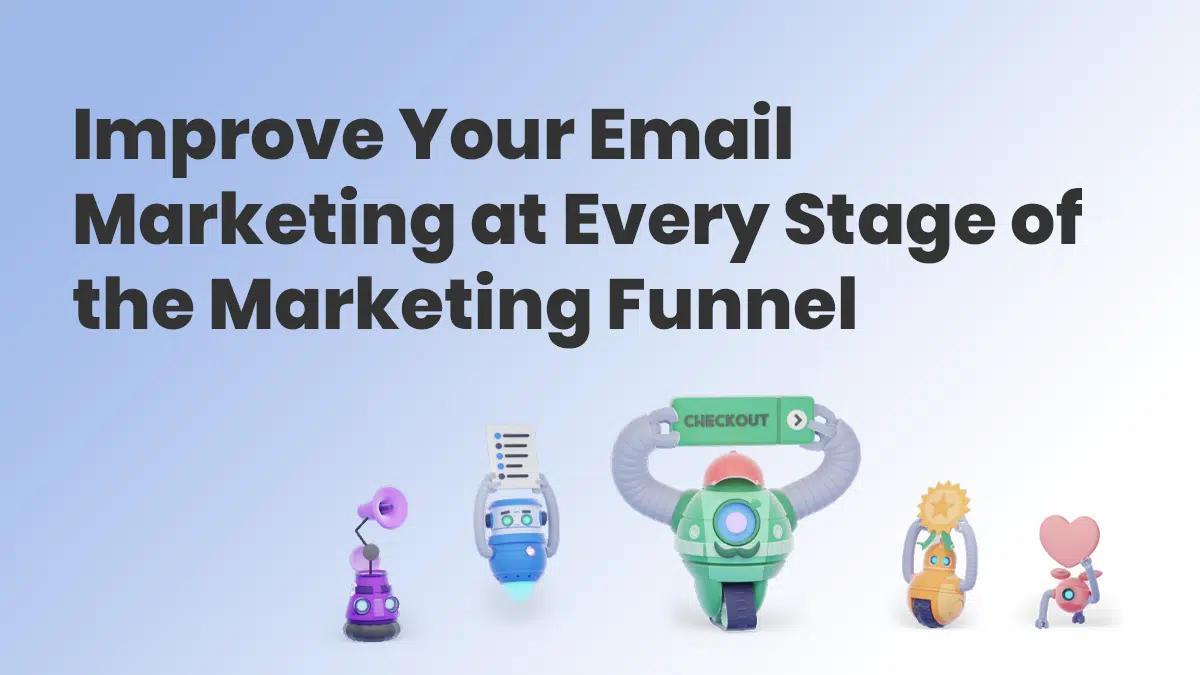 Improve Your Email
Marketing at Every Stage of
the Marketing Funnel
CHECKOUT